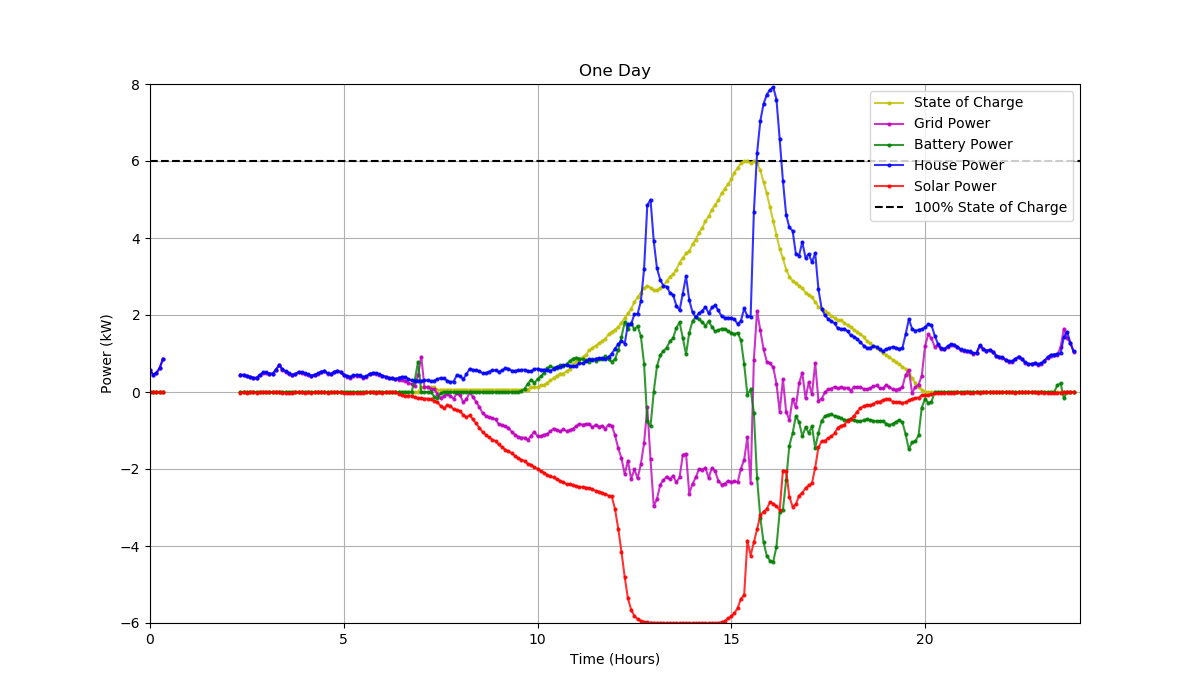 One Day
State of Charge
Grid Power
Battery Power
House Power
Solar Power
100% State of Charge
Power (kW)
8
6
4
2
0
−2
−4
−6
0 5 10 15 20
Time (Hours)